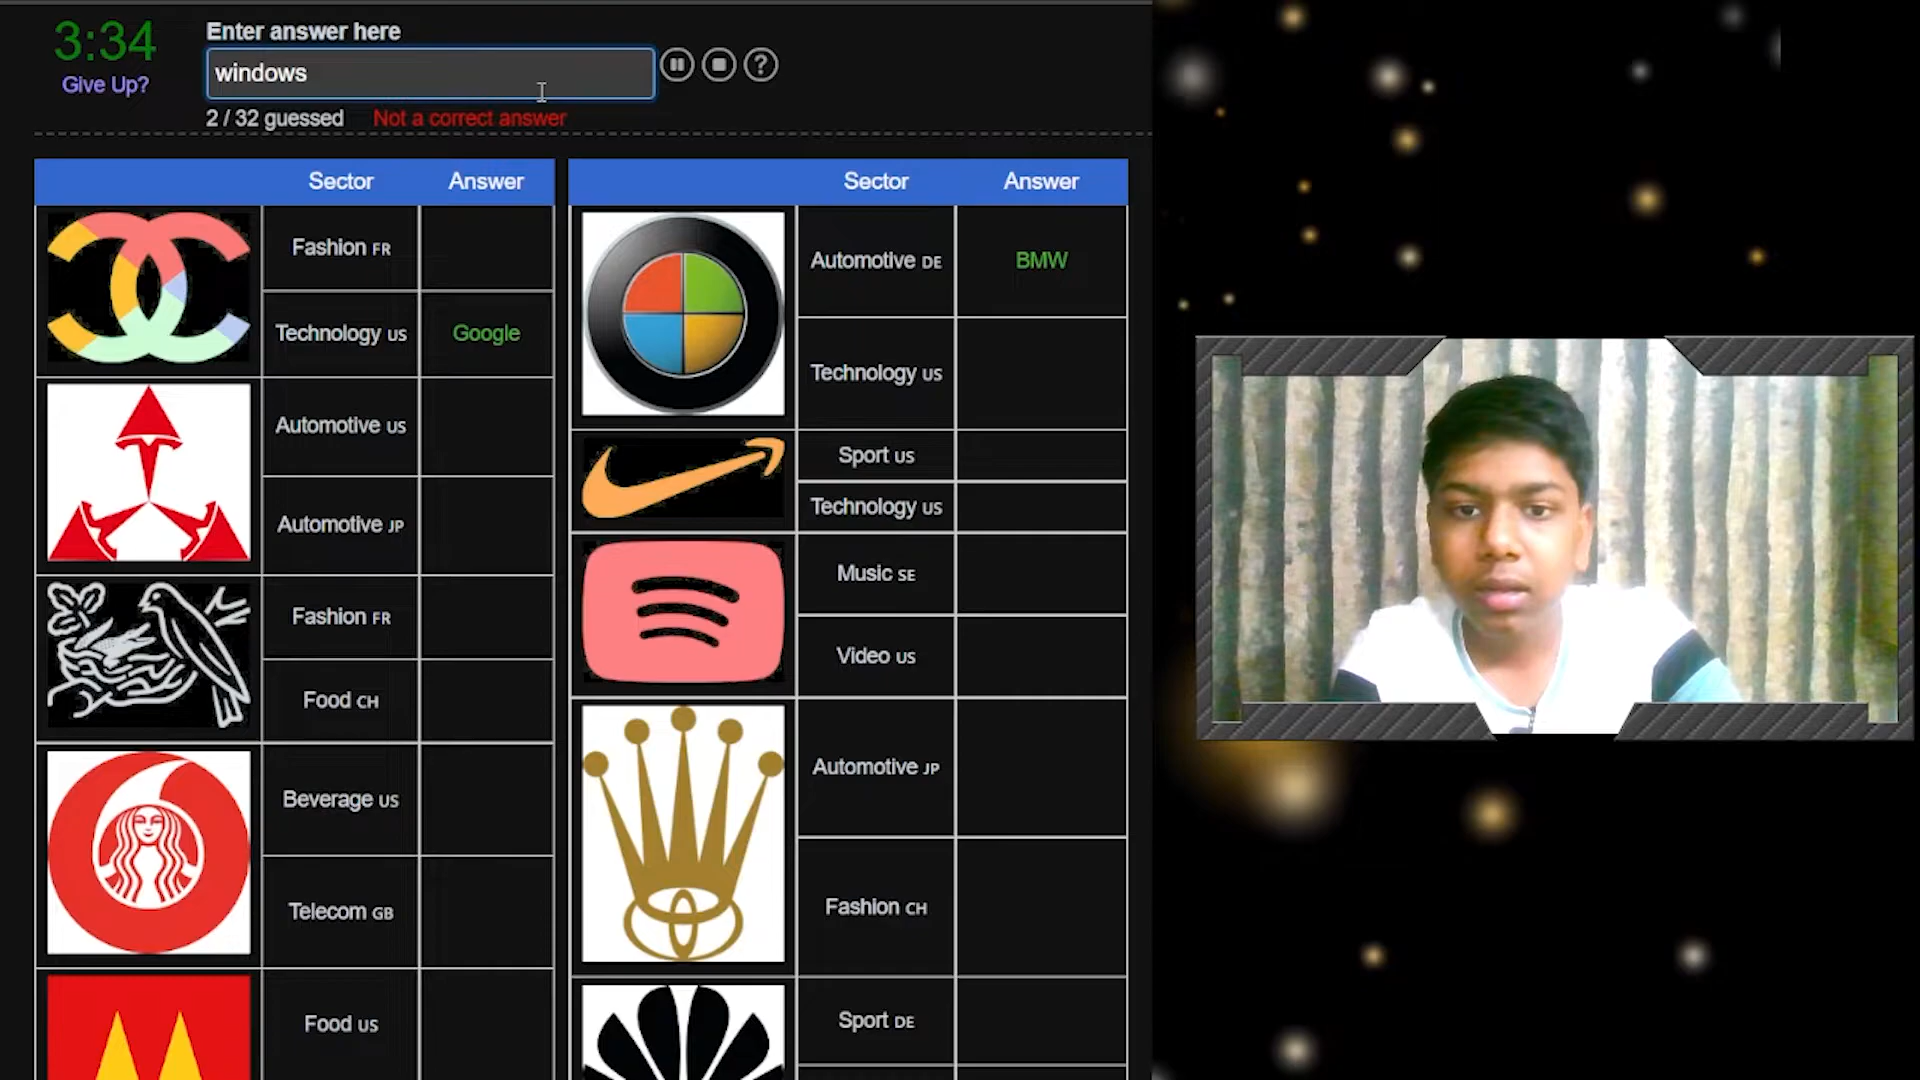 3:34
Give Up?
Enter answer here
windows
2 / 32 guessed Not a correct answer
Sector Answer
Fashion FR
Technology US Google
Automotive US
Automotive JP
Fashion FR
Food CH
Beverage US
Telecom GB
Food US
Sector Answer
Automotive DE BMW
Technology US
Sport US
Technology US
Music SE
Video US
Automotive JP
Fashion CH
Sport DE